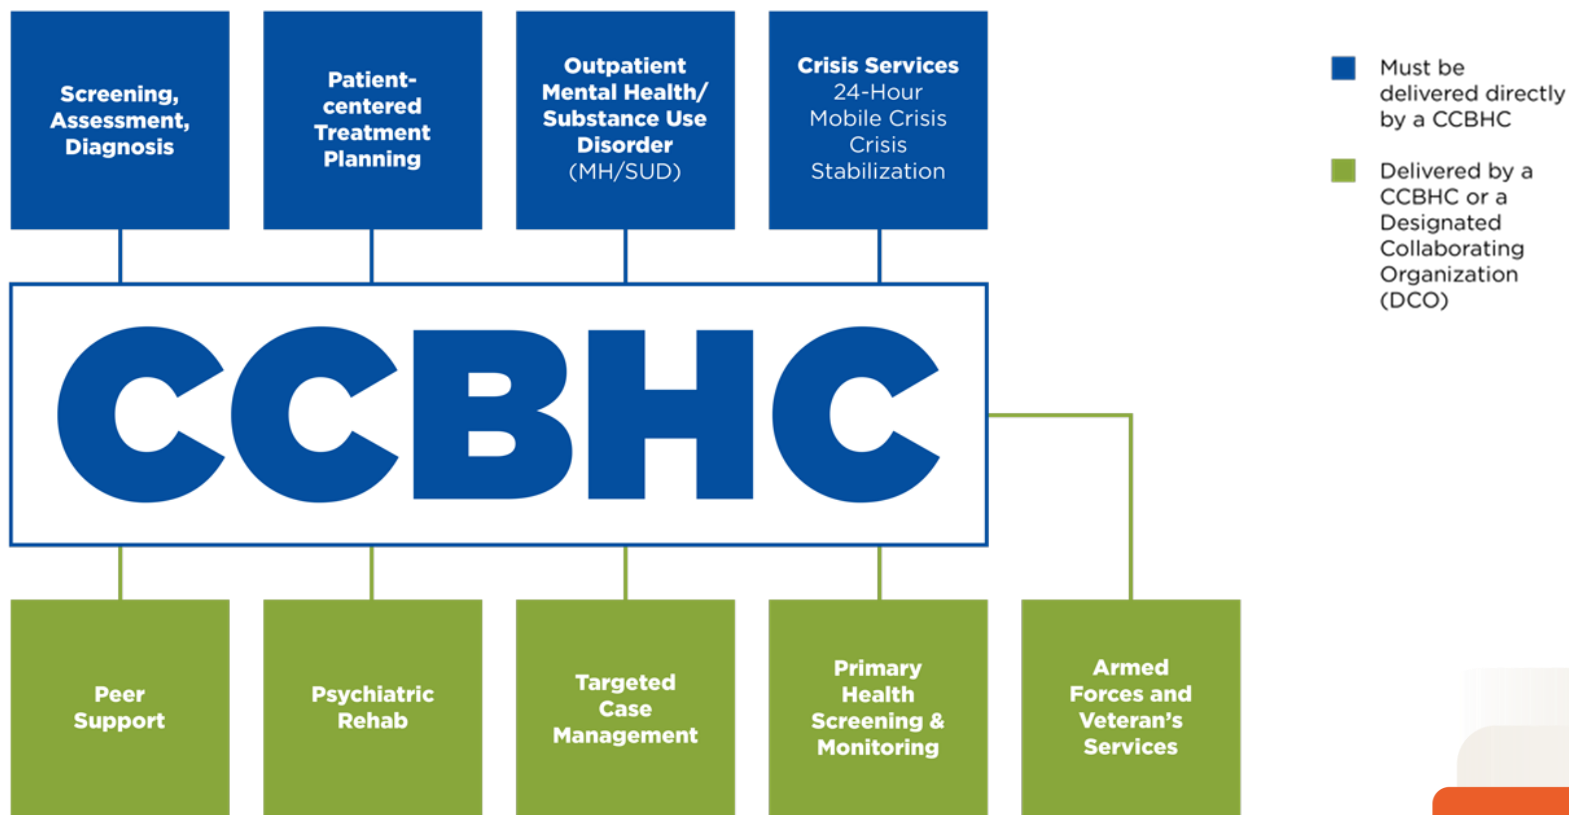 Screening,
Assessment,
Diagnosis
Patient-
centered
Treatment
Planning
Outpatient
Mental Health/
Substance Use
Disorder
(MH/SUD)
Crisis Services
24-Hour
Mobile Crisis
Crisis
Stabilization
Must be
delivered directly
by a CCBHC
Delivered by a
CCBHC or a
Designated
Collaborating
Organization
(DCO)
CCBHC
Peer
Support
Psychiatric
Rehab
Targeted
Case
Management
Primary
Health
Screening &
Monitoring
Armed
Forces and
Veteran’s
Services